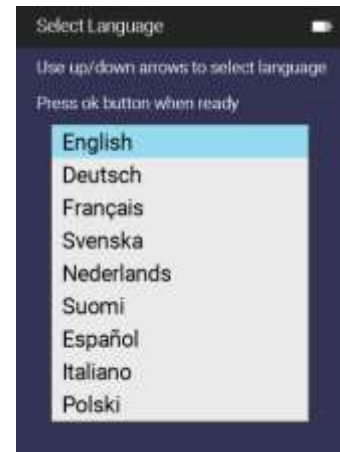 Select Language
Use up/down arrows to select language
Press ok button when ready
English
Deutsch
Français
Svenska
Nederlands
Suomi
Español
Italiano
Polski